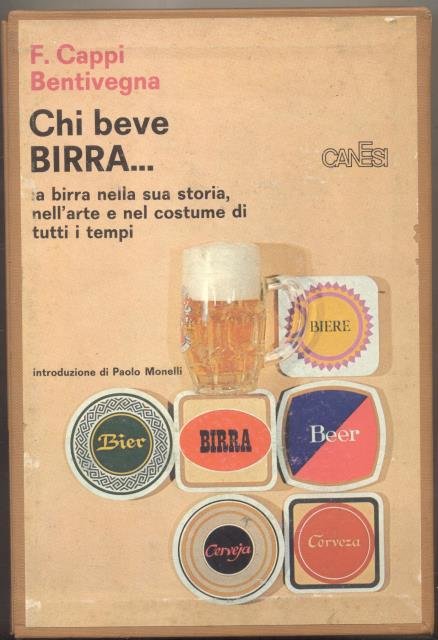 F. Cappi
Bentivegna
Chi beve
BIRRA...
a birra nella sua storia,
nell'arte e nel costume di
tutti i tempi
CANESI
introduzione di Paolo Monelli
BIERE
Bier
BIRRA
Beer
Cerveja
Cerveza